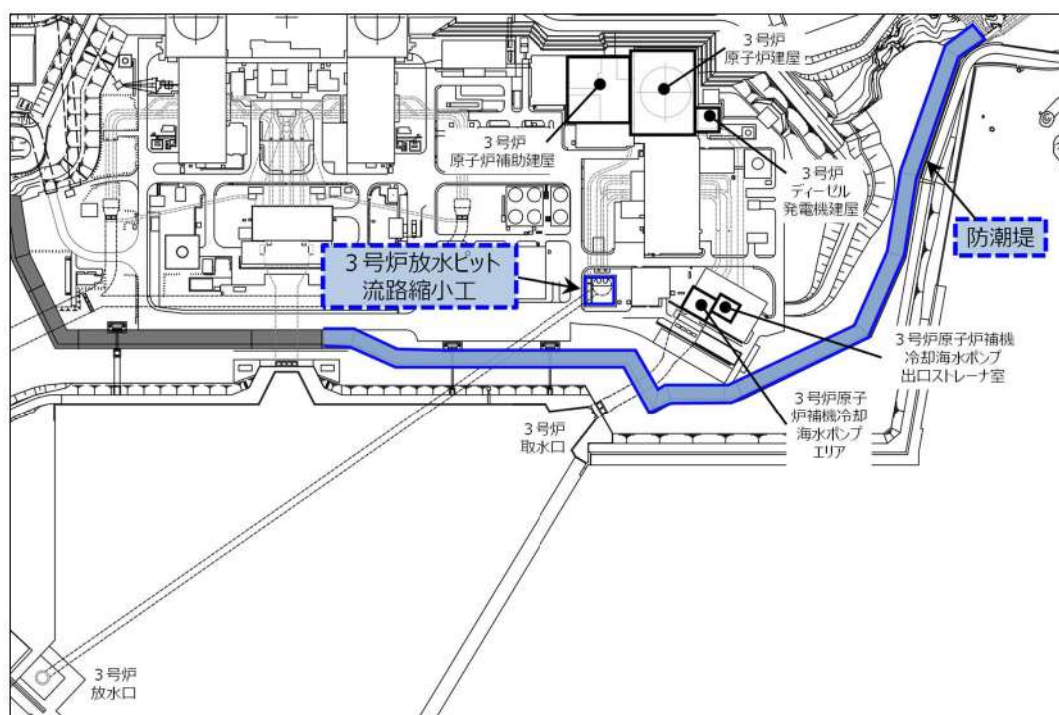 3号炉
原子炉建屋
3号炉
原子炉補助建屋
3号炉
ディーゼル
発電機建屋
防潮堤
3号炉放水ピット
流路縮小工
3号炉原子炉補機
冷却海水ポンプ
出口ストレーナ室
3号炉原子
炉補機冷却
海水ポンプ
エリア
3号炉
取水口
3号炉
放水口